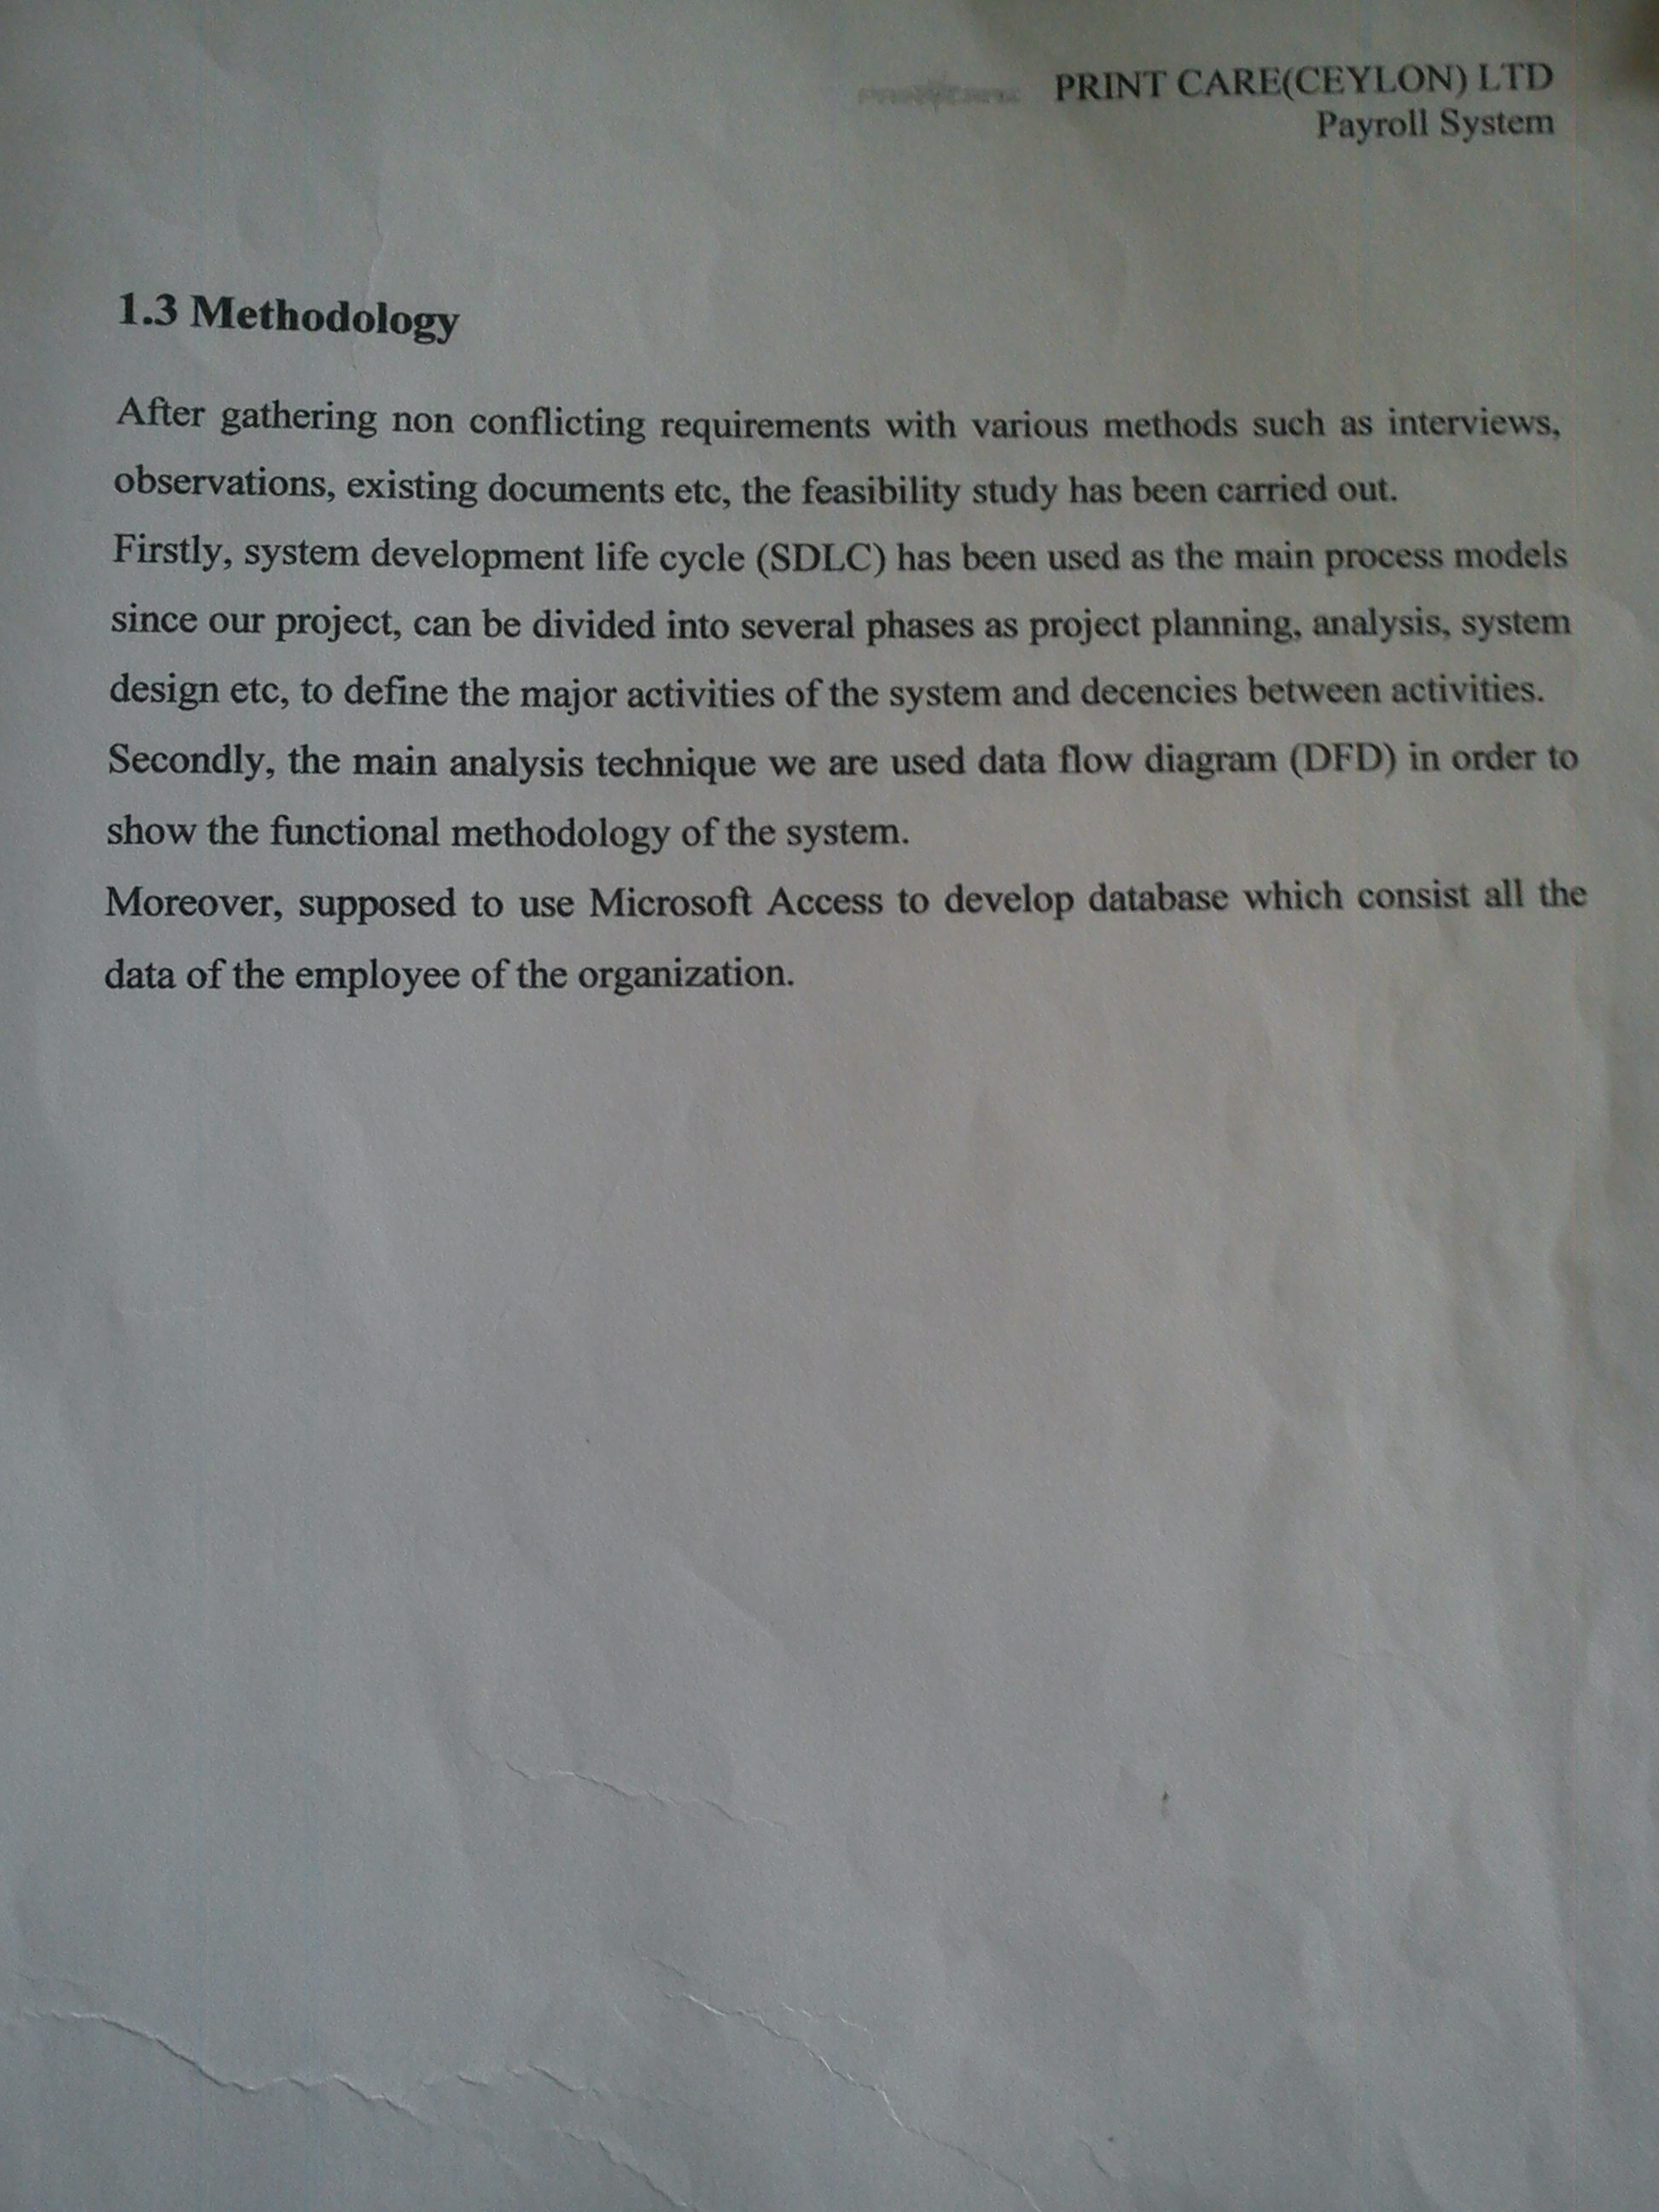 PRINT CARE(CEYLON) LTD
Payroll System
1.3 Methodology
After gathering non conflicting requirements with various methods such as interviews,
observations, existing documents etc, the feasibility study has been carried out.
Firstly, system development life cycle (SDLC) has been used as the main process models
since our project, can be divided into several phases as project planning, analysis, system
design etc, to define the major activities of the system and decencies between activities.
Secondly, the main analysis technique we are used data flow diagram (DFD) in order to
show the functional methodology of the system.
Moreover, supposed to use Microsoft Access to develop database which consist all the
data of the employee of the organization.